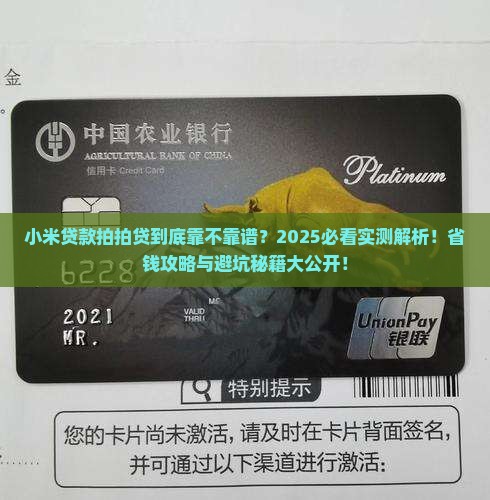 金
中国农业银行
AGRICULTURAL BANK OF CHINA
信用卡 Credit Card
Platinum
小米贷款拍拍贷到底靠不靠谱？2025必看实测解析！省
钱攻略与避坑秘籍大公开！
6228
MC
VALID
THRU
2021
MR.
UnionPay
银联
特别提示
您的卡片尚未激活，请及时在卡片背面签名，
并可通过以下渠道进行激活：